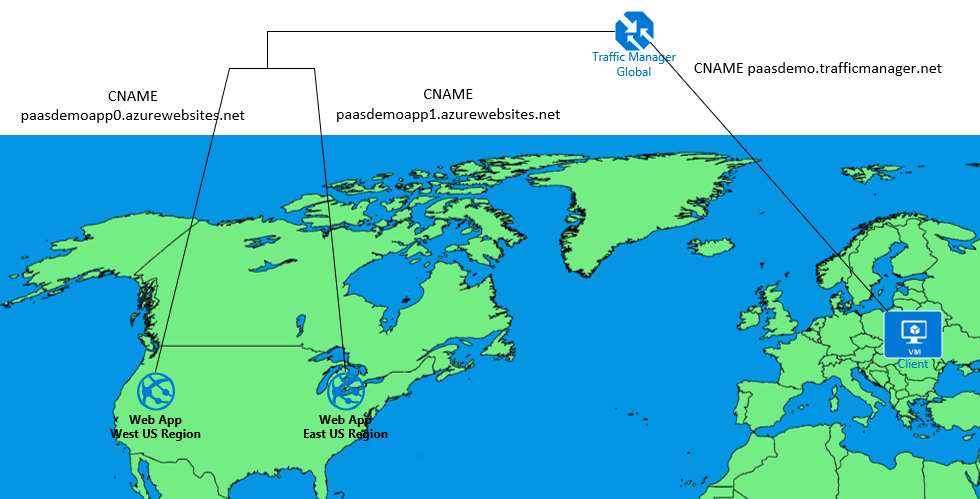 Traffic Manager
Global
CNAME paasdemo.trafficmanager.net
CNAME
paasdemoapp0.azurewebsites.net
CNAME
paasdemoapp1.azurewebsites.net
VM
Client
Web App
West US Region
Web App
East US Region